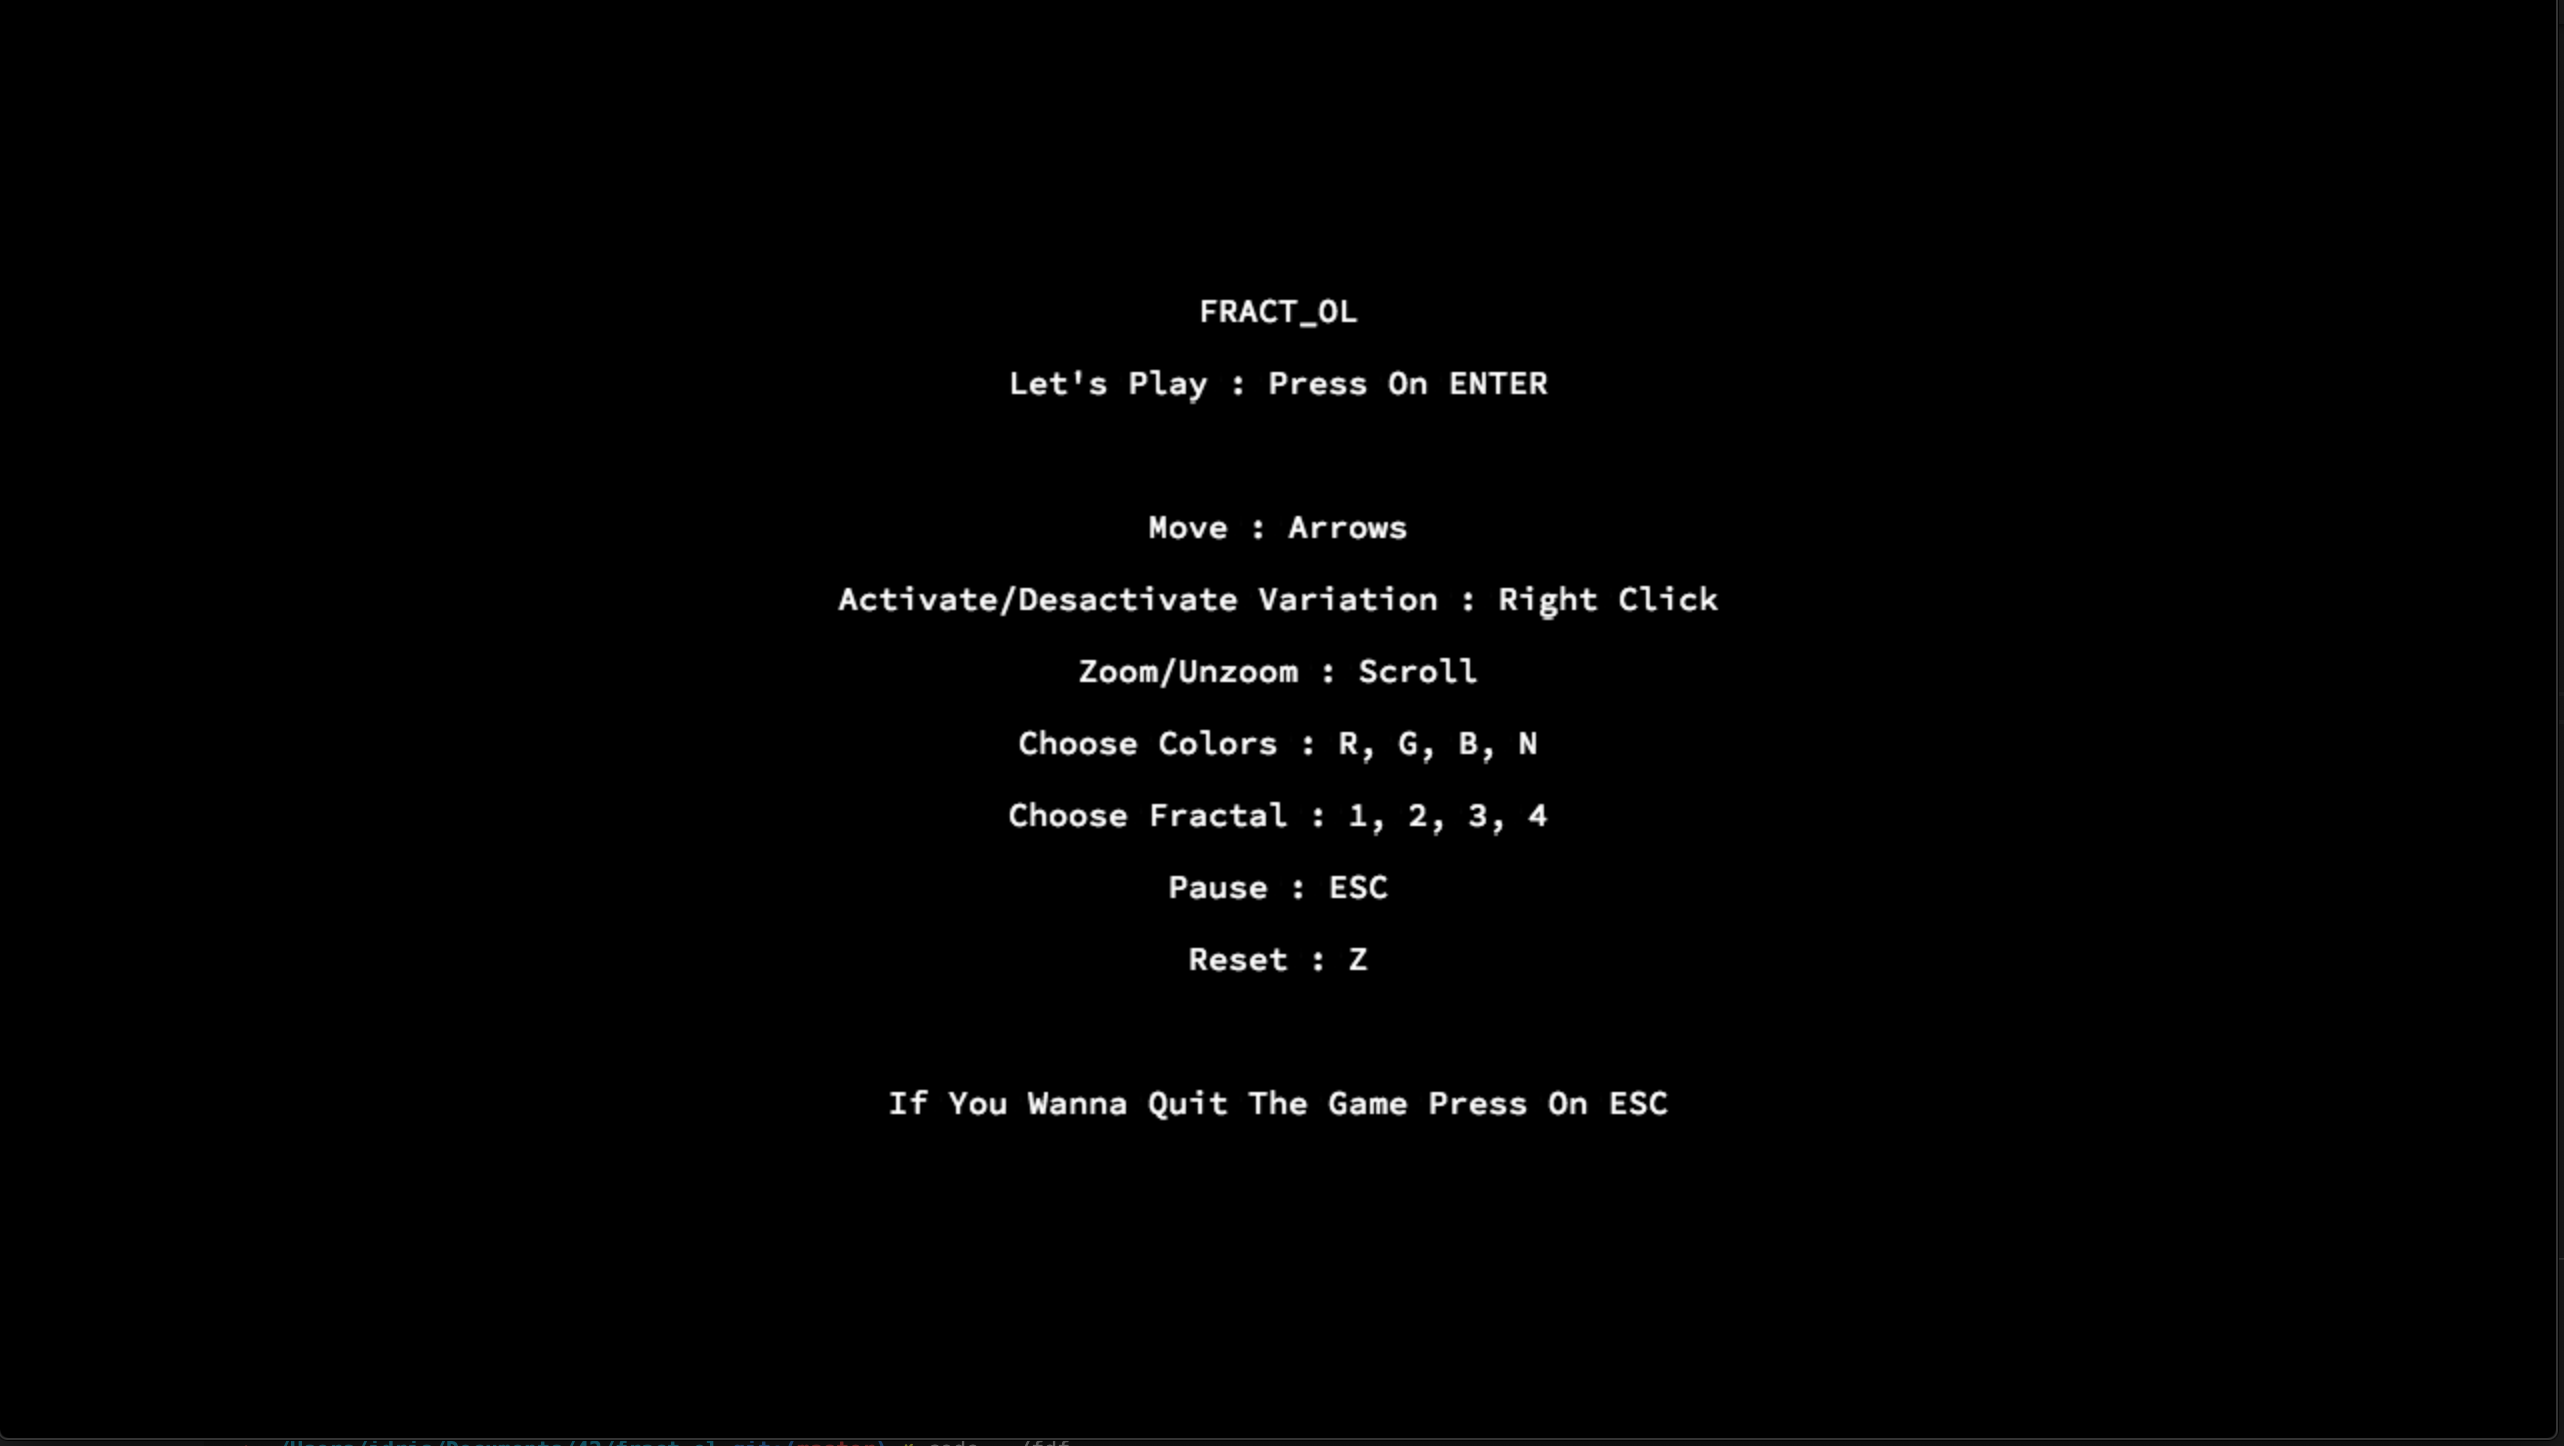 FRACT_OL
Let's Play : Press On ENTER
Move : Arrows
Activate/Desactivate Variation : Right Click
Zoom/Unzoom : Scroll
Choose Colors : R, G, B, N
Choose Fractal : 1, 2, 3, 4
Pause : ESC
Reset : Z
If You Wanna Quit The Game Press On ESC